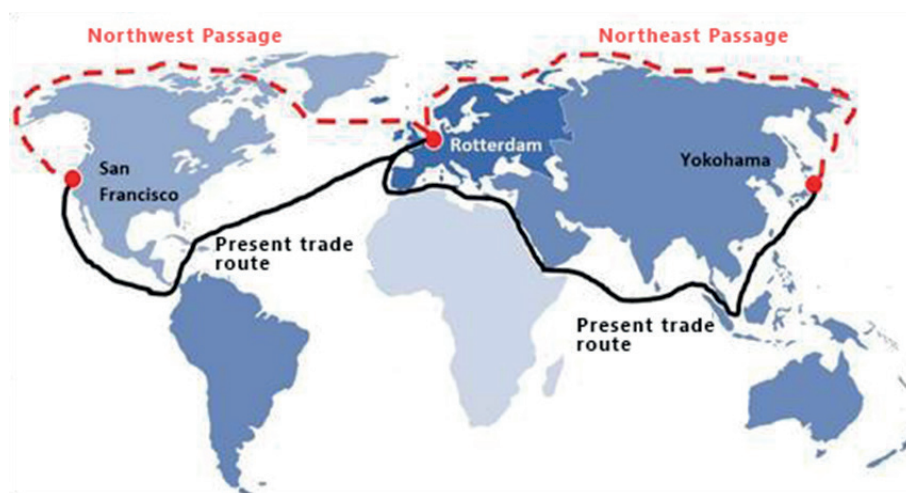 Northwest Passage
Northeast Passage
Rotterdam
Yokohama
San
Francisco
Present trade
route
Present trade
route